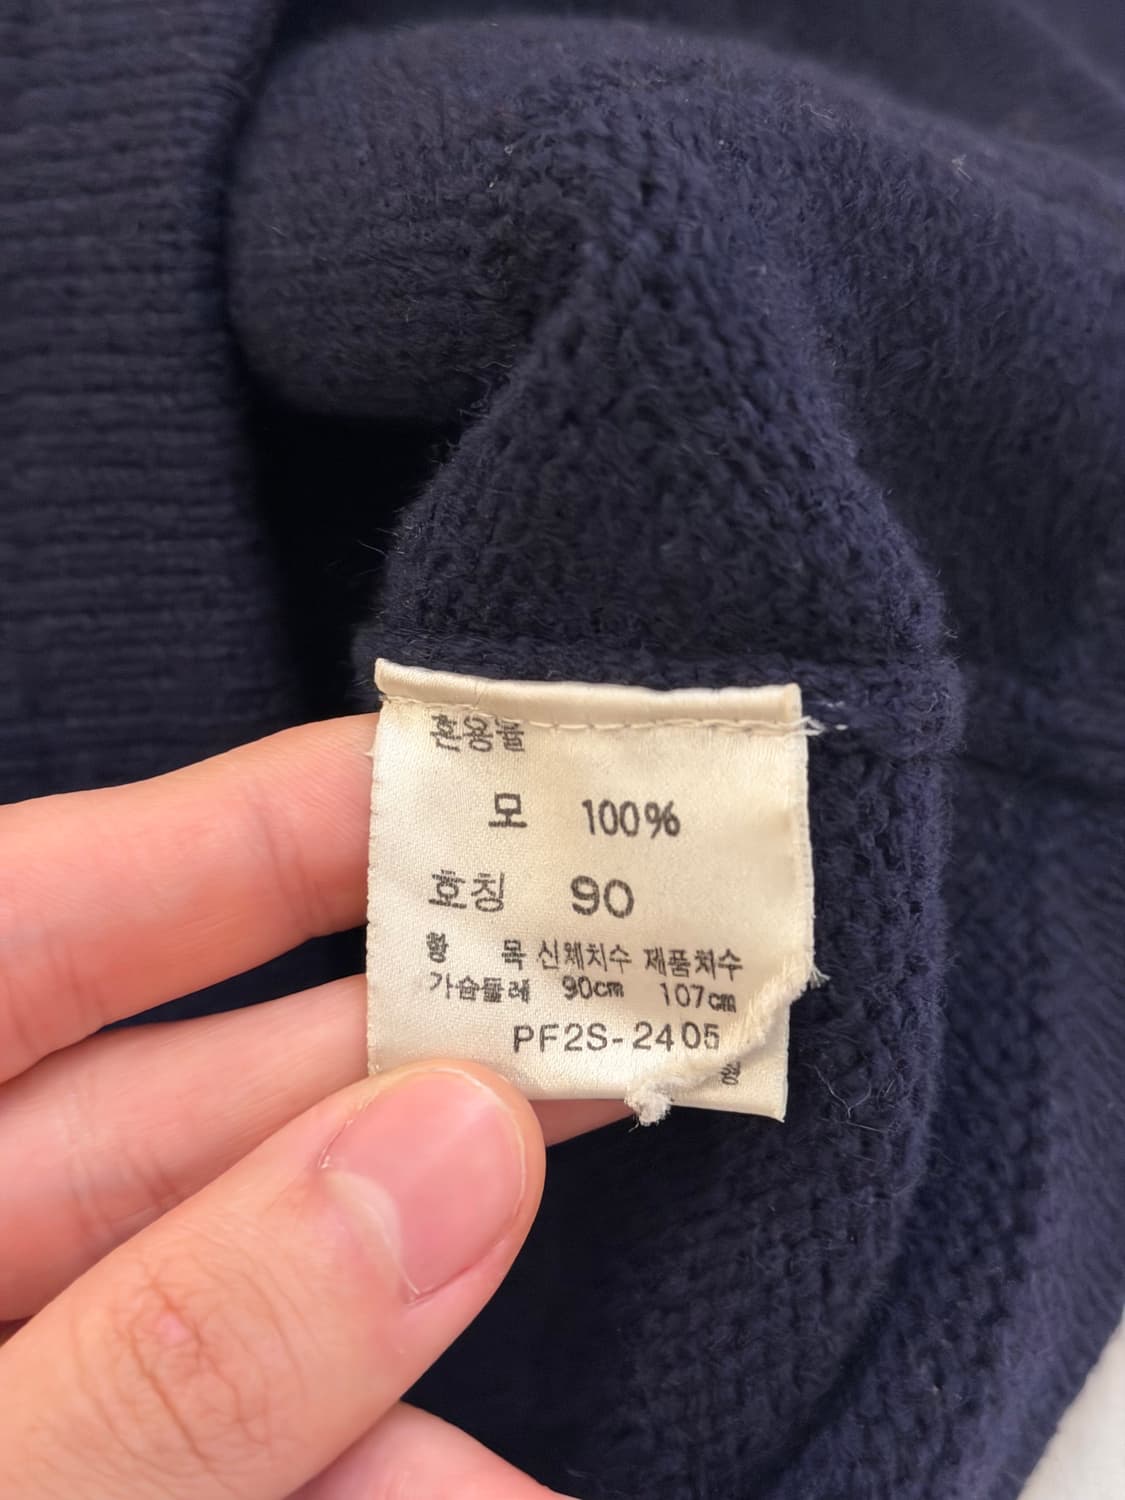 혼용률
모 100%
호칭 90
항 목 신체치수 제품치수
가슴둘레 90cm 107cm
PF2S-2405